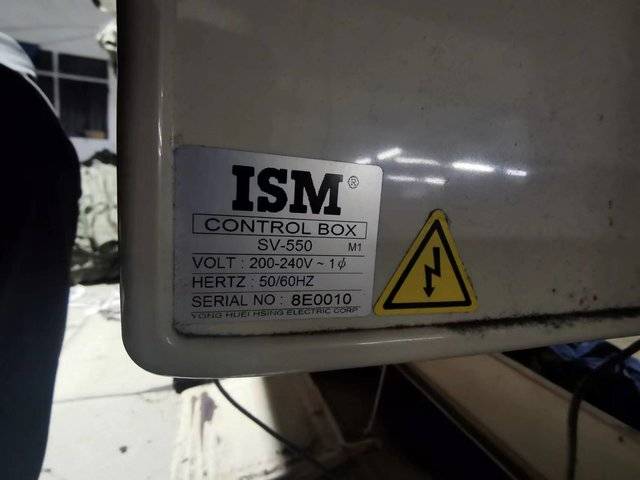 ISM®
CONTROL BOX
SV-550 M1
VOLT : 200-240V ~ 1ϕ
HERTZ : 50/60HZ
SERIAL NO : 8E0010
YONG HUEI HSING ELECTRIC CORP